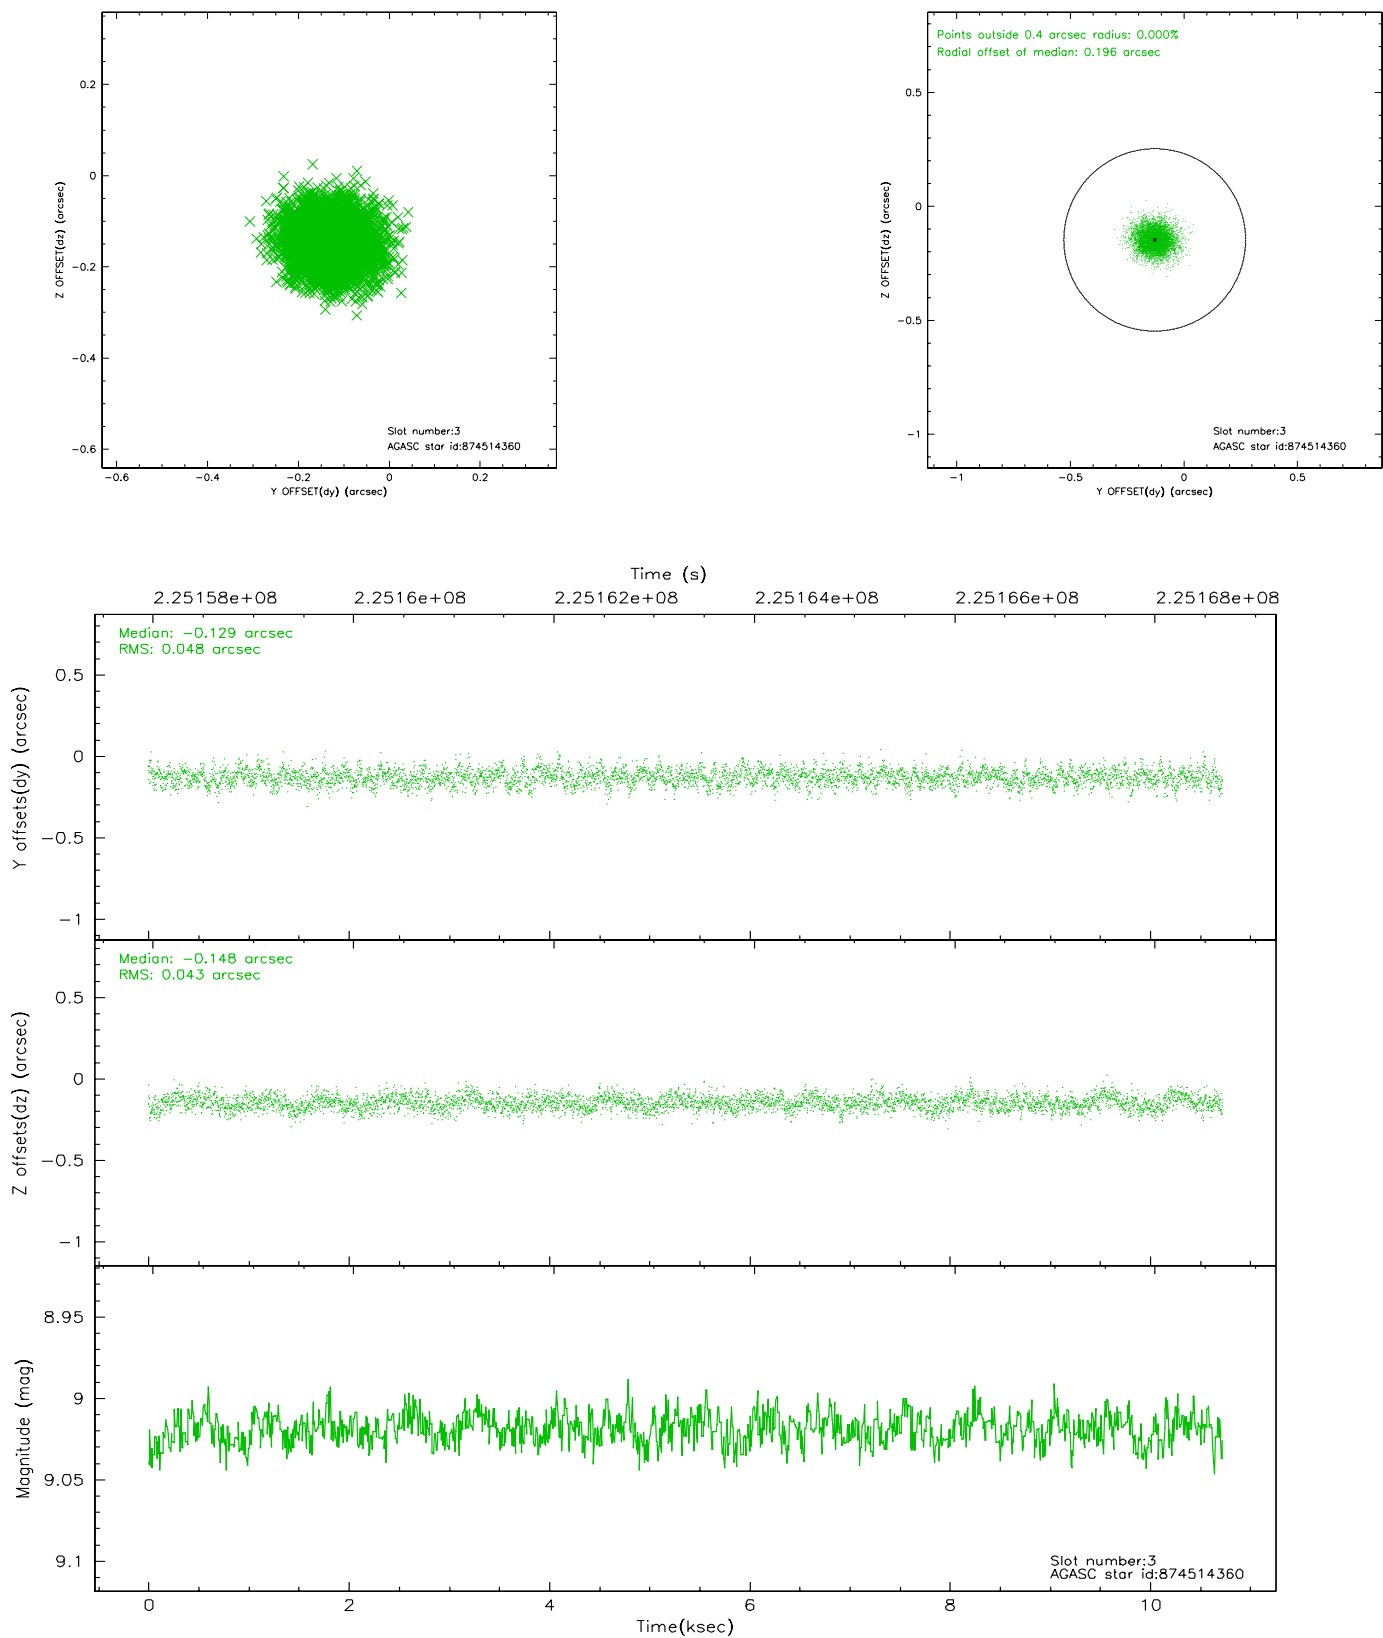 0.2
0
−0.2
−0.4
−0.6
Z OFFSET(dz) (arcsec)
Slot number:3
AGASC star id:874514360
−0.6 −0.4 −0.2 0 0.2
Y OFFSET(dy) (arcsec)
Points outside 0.4 arcsec radius: 0.000%
Radial offset of median: 0.196 arcsec
0.5
0
−0.5
−1
Z OFFSET(dz) (arcsec)
Slot number:3
AGASC star id:874514360
−1 −0.5 0 0.5
Y OFFSET(dy) (arcsec)
Time (s)
2.25158e+08 2.2516e+08 2.25162e+08 2.25164e+08 2.25166e+08 2.25168e+08
Median: −0.129 arcsec
RMS: 0.048 arcsec
0.5
0
−0.5
−1
Y offsets(dy) (arcsec)
Median: −0.148 arcsec
RMS: 0.043 arcsec
0.5
0
−0.5
−1
Z offsets(dz) (arcsec)
8.95
9
9.05
9.1
Magnitude (mag)
Slot number:3
AGASC star id:874514360
0 2 4 6 8 10
Time(ksec)